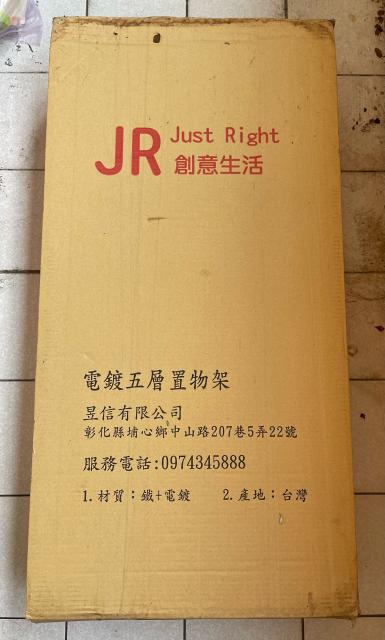 JR Just Right
創意生活
電鍍五層置物架
昱信有限公司
彰化縣埔心鄉中山路207巷5弄22號
服務電話:0974345888
1.材質：鐵+電鍍 2.產地：台灣